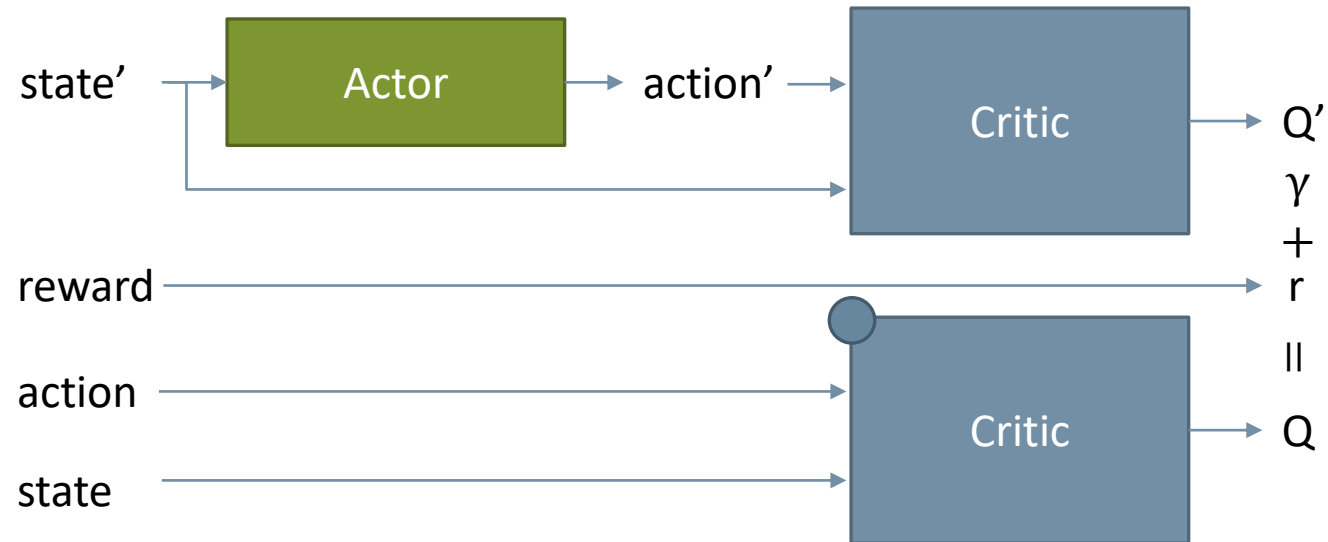 state’
Actor
action’
Critic
Q’
γ
+
reward
r
=
action
state
Critic
Q